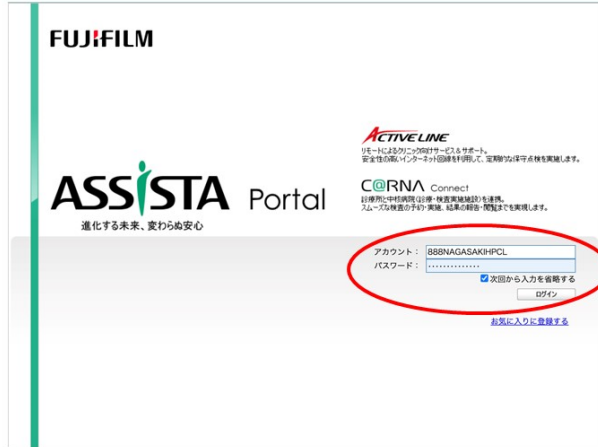 FUJIFILM
ACTIVE LINE
リモートによるクリニック向けサービス&サポート。
安全性の高いインターネット回線を利用して、定期的な保守点検を実施します。
ASSISTA Portal
進化する未来、変わらぬ安心
C@RNA Connect
診療所と中核病院(診療・検査実施施設)を連携。
スムーズな検査の予約・実施、結果の報告・閲覧までを実現します。
アカウント： 888NAGASAKIHPCL
パスワード： ··············
次回から入力を省略する
ログイン
お気に入りに登録する